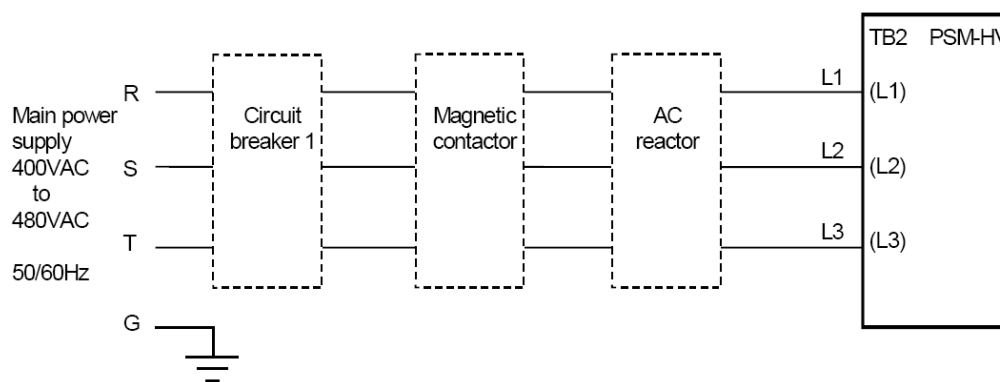 TB2 PSM-HV
R
L1
(L1)
Main power
supply
400VAC
to
480VAC
Circuit
breaker 1
Magnetic
contactor
AC
reactor
S
L2
(L2)
T
L3
(L3)
50/60Hz
G